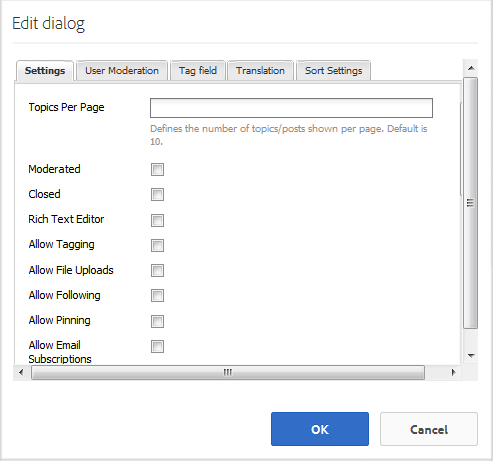 Edit dialog
Settings User Moderation Tag field Translation Sort Settings
Topics Per Page
Defines the number of topics/posts shown per page. Default is
10.
Moderated
Closed
Rich Text Editor
Allow Tagging
Allow File Uploads
Allow Following
Allow Pinning
Allow Email
Subscriptions
OK Cancel